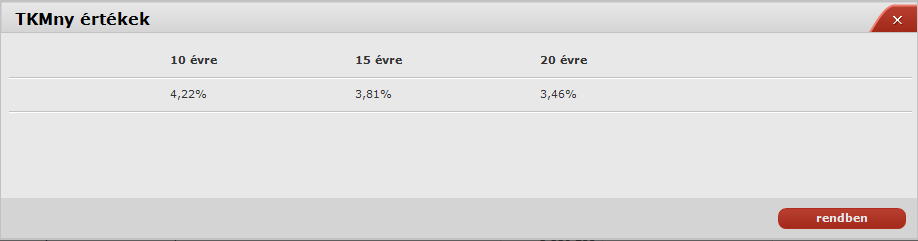 TKMny értékek
10 évre 15 évre 20 évre
4,22% 3,81% 3,46%
rendben